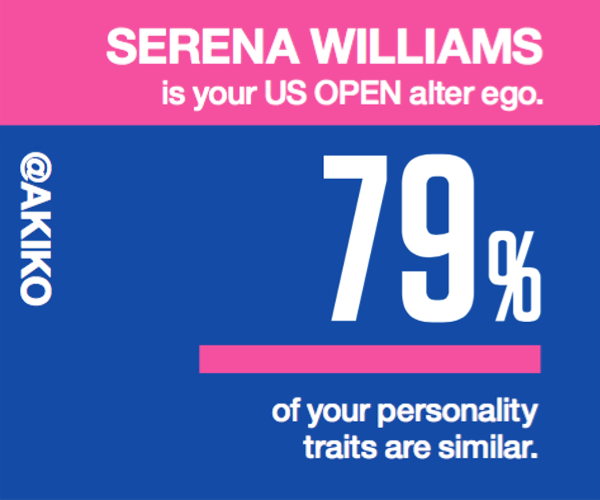 SERENA WILLIAMS
is your US OPEN alter ego.
@AKIKO
79%
of your personality
traits are similar.